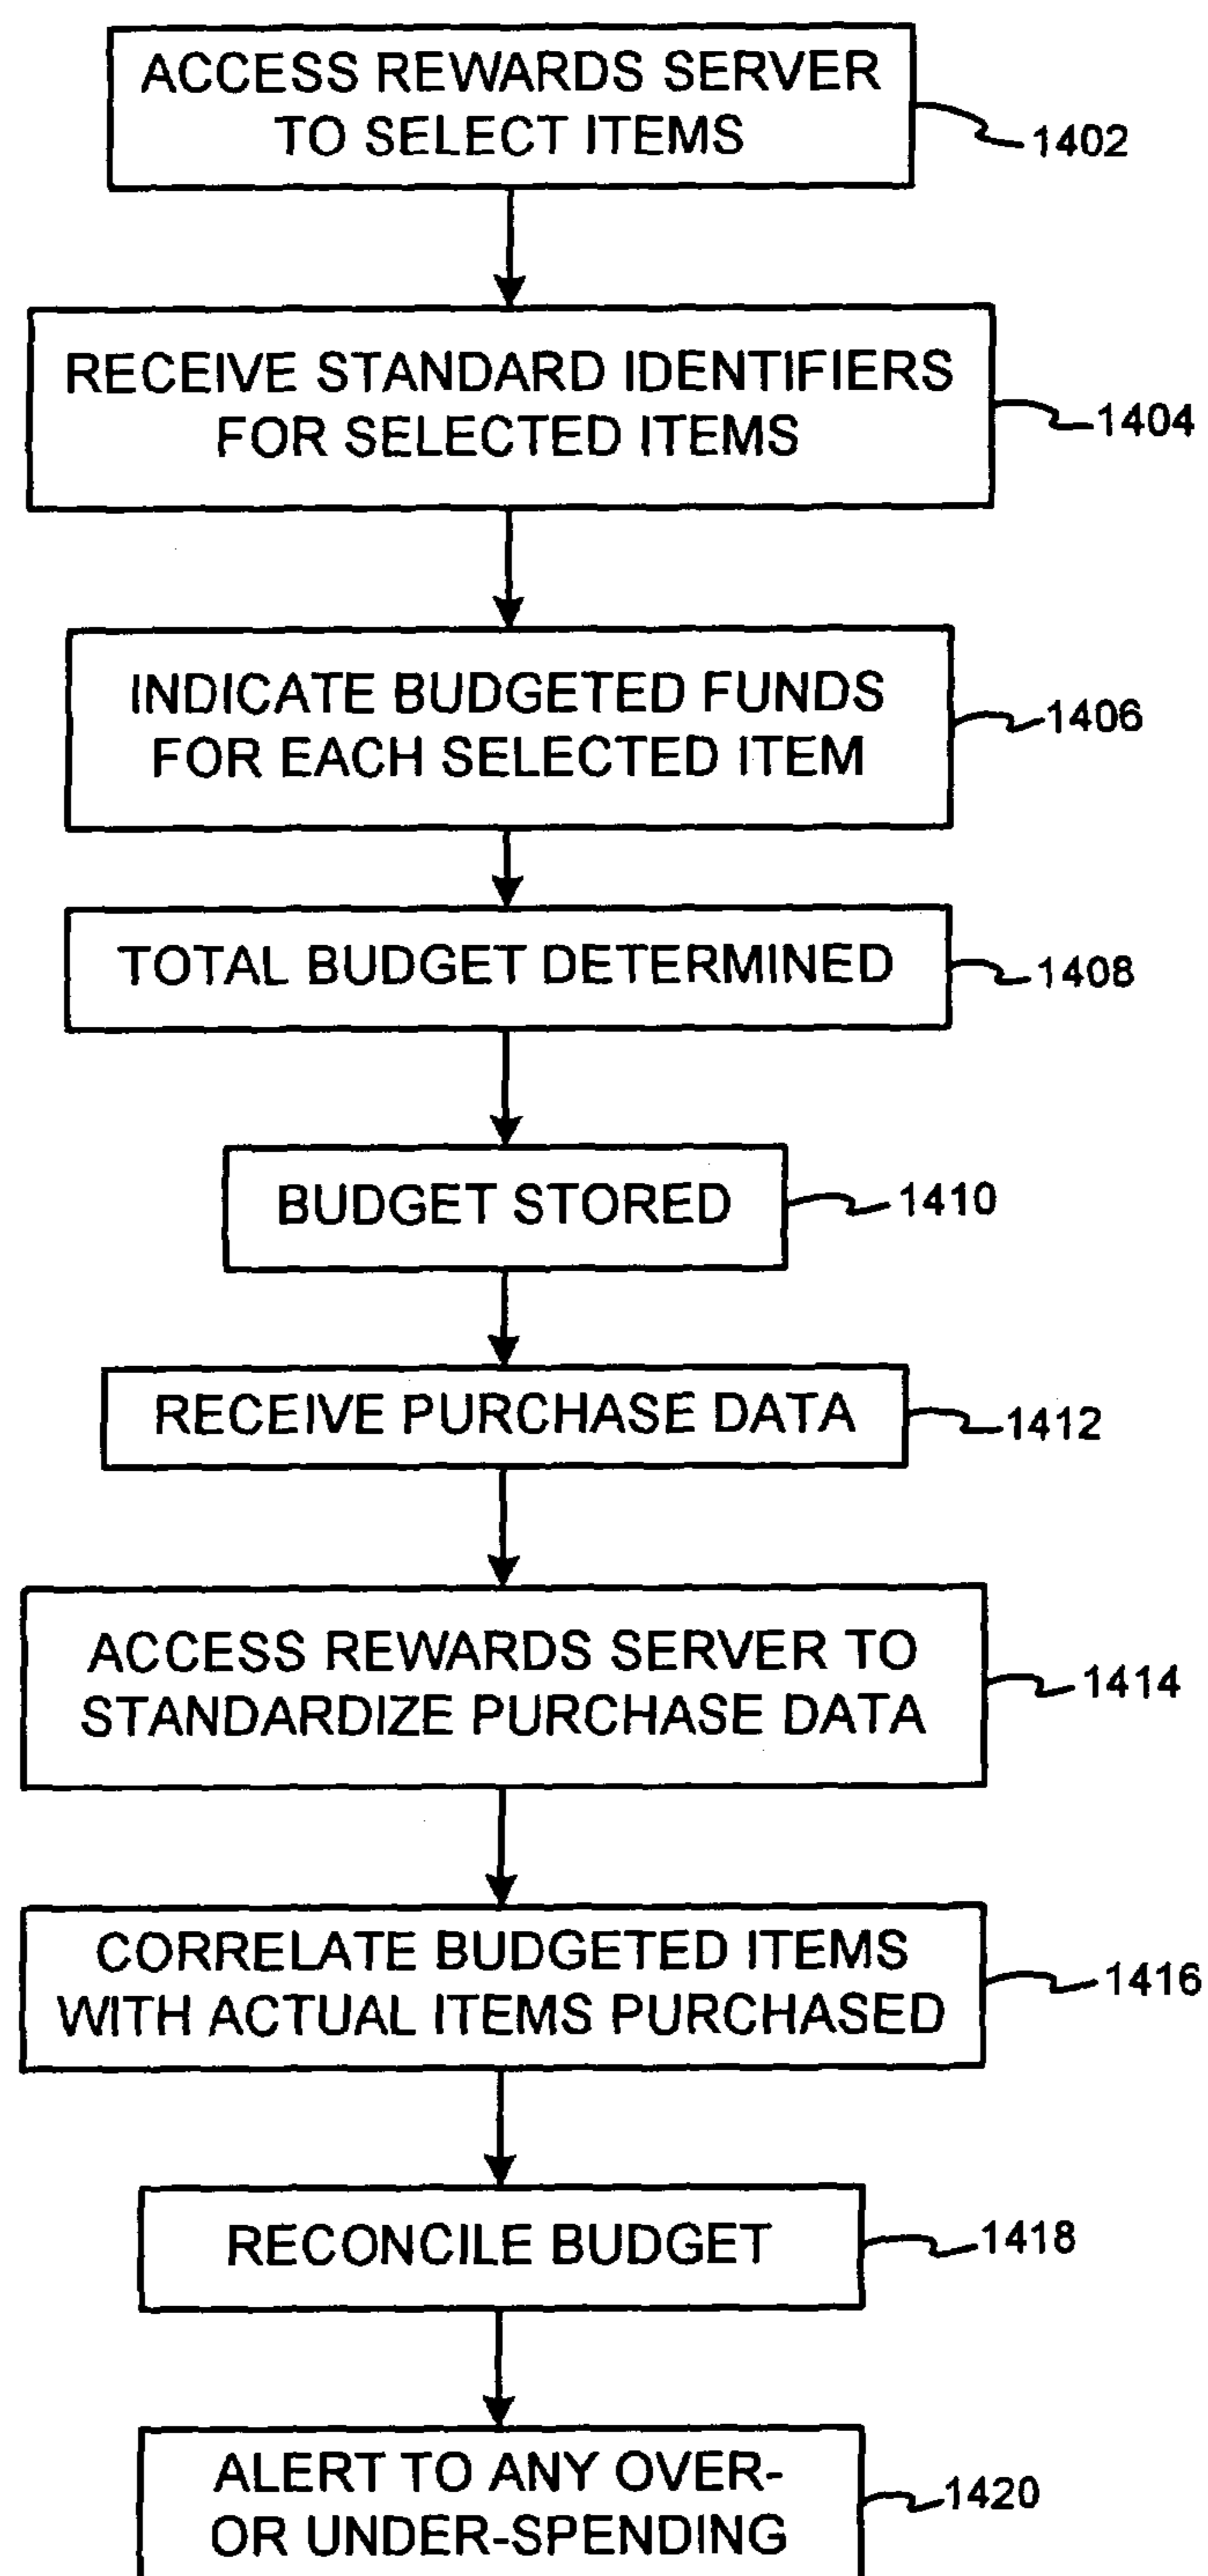 ACCESS REWARDS SERVER
TO SELECT ITEMS
1402
RECEIVE STANDARD IDENTIFIERS
FOR SELECTED ITEMS
1404
INDICATE BUDGETED FUNDS
FOR EACH SELECTED ITEM
1406
TOTAL BUDGET DETERMINED
1408
BUDGET STORED
1410
RECEIVE PURCHASE DATA
1412
ACCESS REWARDS SERVER TO
STANDARDIZE PURCHASE DATA
1414
CORRELATE BUDGETED ITEMS
WITH ACTUAL ITEMS PURCHASED
1416
RECONCILE BUDGET
1418
ALERT TO ANY OVER-
OR UNDER-SPENDING
1420